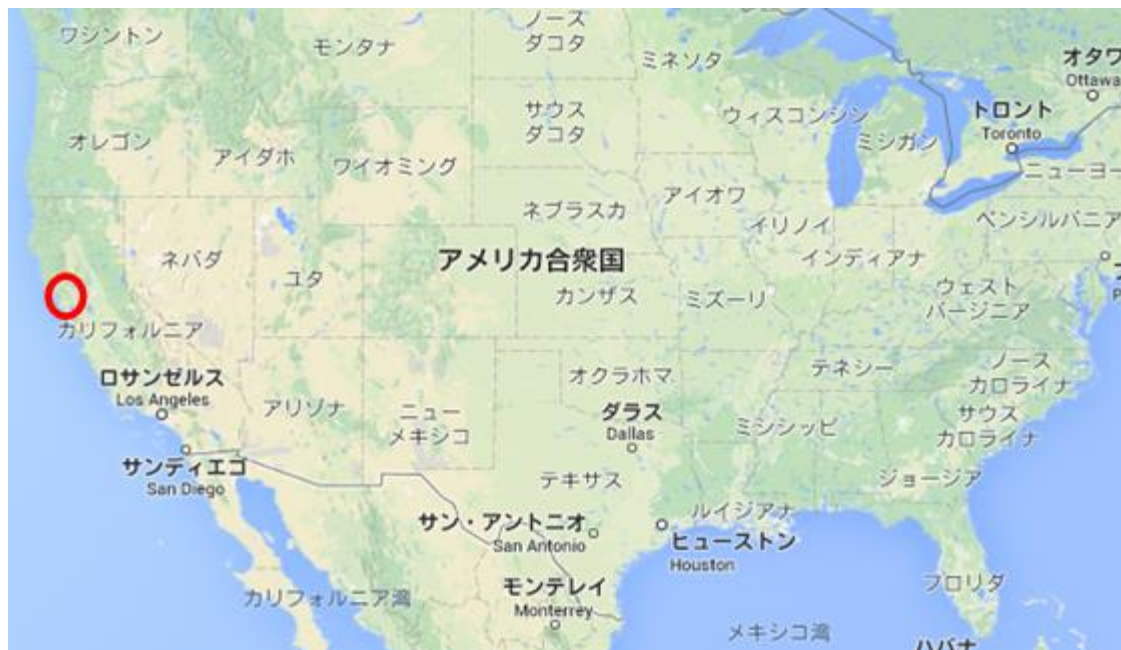 ワシントン
モンタナ
ノース
ダコタ
ミネソタ
オタワ
Ottawa
オレゴン
アイダホ
ワイオミング
サウス
ダコタ
ウィスコンシン
ミシガン
トロント
Toronto
ニューヨー
ネバダ
ユタ
ネブラスカ
アイオワ
イリノイ
インディアナ
ペンシルバニア
アメリカ合衆国
カンザス
ミズーリ
ウェスト
バージニア
カリフォルニア
ロサンゼルス
Los Angeles
アリゾナ
ニュー
メキシコ
オクラホマ
テネシー
ノース
カロライナ
ダラス
Dallas
ミシシッピ
サウス
カロライナ
サンディエゴ
San Diego
テキサス
ジョージア
サン・アントニオ
San Antonio
ルイジアナ
ヒューストン
Houston
モンテレイ
Monterrey
カリフォルニア湾
フロリダ
メキシコ湾
ハバナ